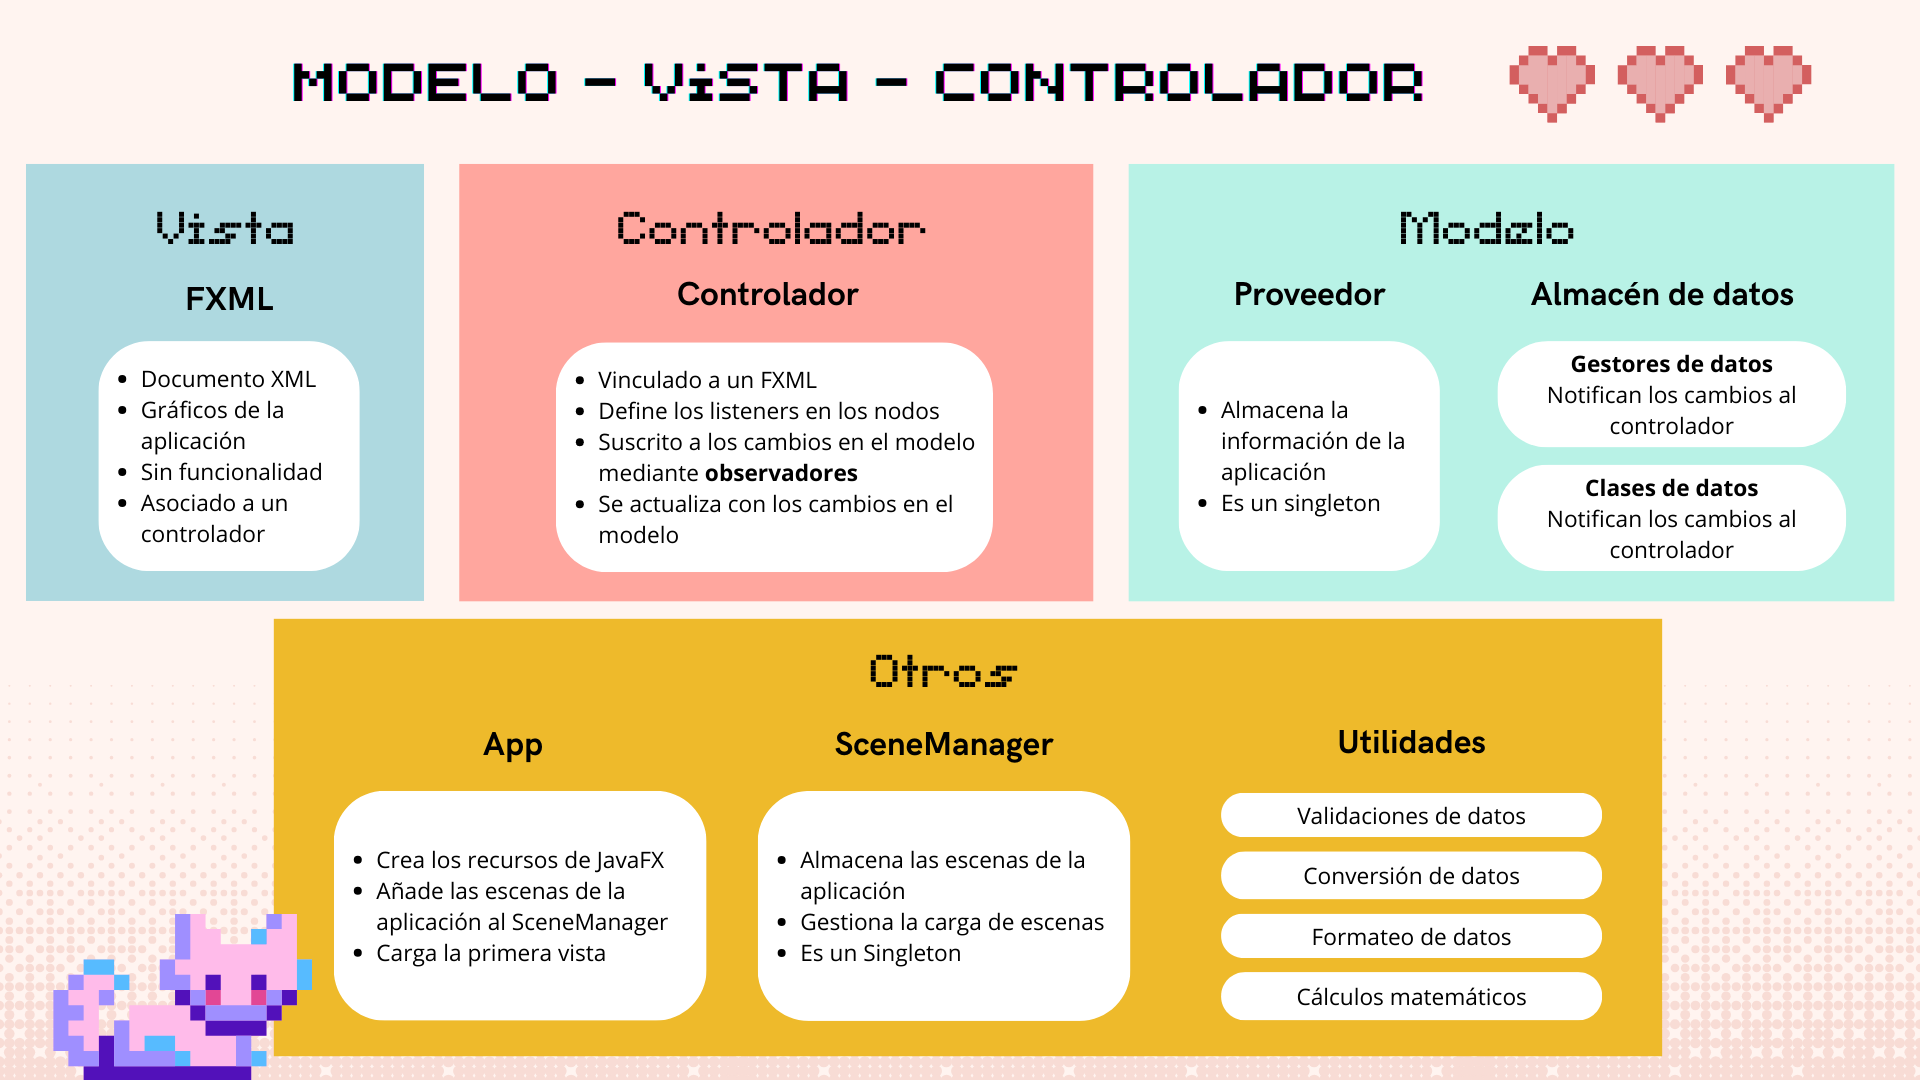 MODELO - ViSTA - CONTROLADOR
Vista
FXML
• Documento XML
• Gráficos de la
aplicación
• Sin funcionalidad
• Asociado a un
controlador
Controlador
Controlador
• Vinculado a un FXML
• Define los listeners en los nodos
• Suscrito a los cambios en el modelo
mediante observadores
• Se actualiza con los cambios en el
modelo
Modelo
Proveedor
• Almacena la
información de la
aplicación
• Es un singleton
Almacén de datos
Gestores de datos
Notifican los cambios al
controlador
Clases de datos
Notifican los cambios al
controlador
Otros
App
• Crea los recursos de JavaFX
• Añade las escenas de la
aplicación al SceneManager
• Carga la primera vista
SceneManager
• Almacena las escenas de la
aplicación
• Gestiona la carga de escenas
• Es un Singleton
Utilidades
Validaciones de datos
Conversión de datos
Formateo de datos
Cálculos matemáticos